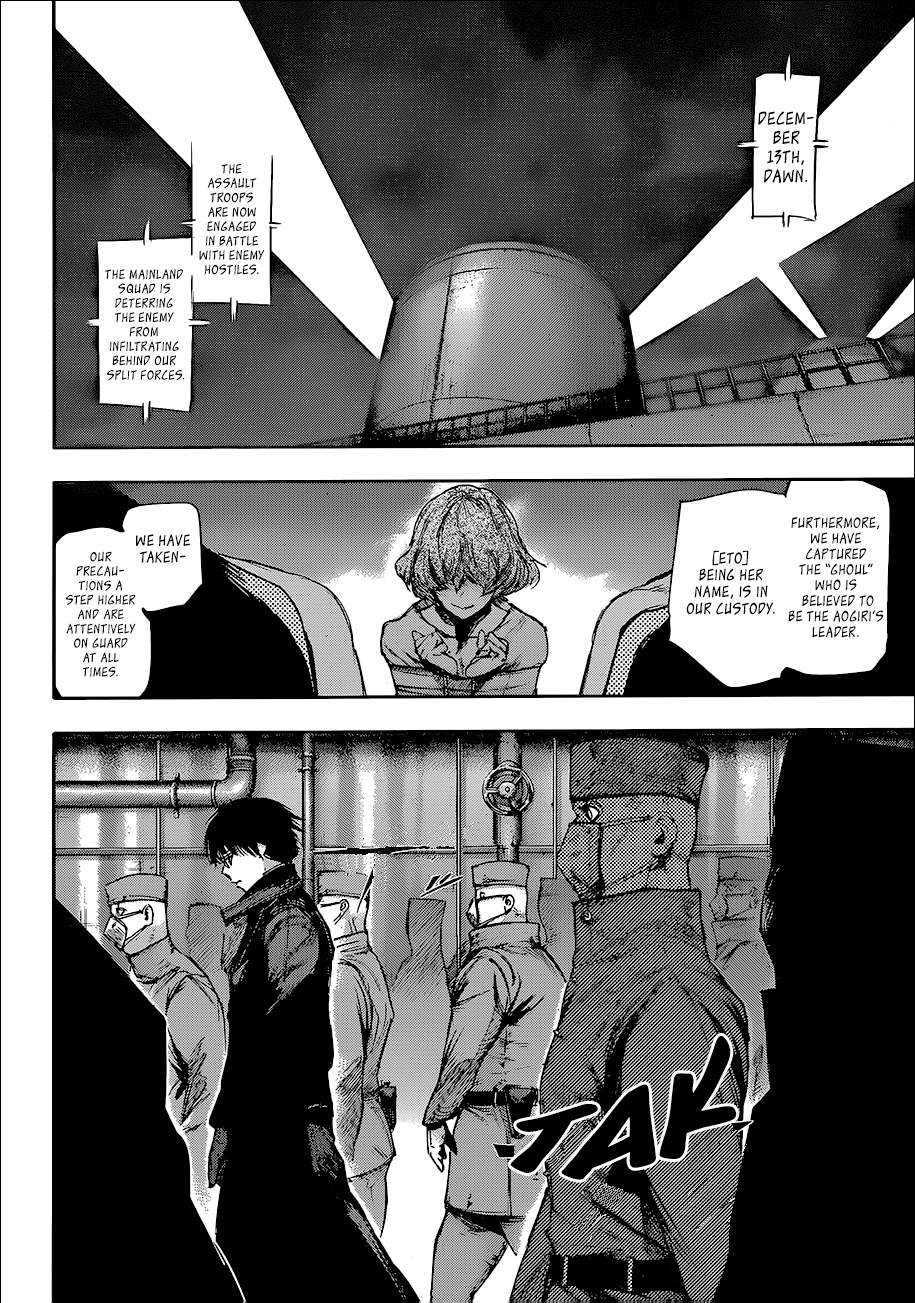 DECEM-
BER
13TH,
DAWN.
THE
ASSAULT
TROOPS
ARE NOW
ENGAGED
IN BATTLE
WITH ENEMY
HOSTILES.
THE MAINLAND
SQUAD IS
DETERRING
THE ENEMY
FROM
INFILTRATING
BEHIND OUR
SPLIT FORCES.
FURTHERMORE,
WE HAVE
CAPTURED
THE "GHOUL"
WHO IS
BELIEVED TO
BE THE AOGIRI'S
LEADER.
[ETO]
BEING HER
NAME, IS IN
OUR CUSTODY.
WE HAVE
TAKEN-
OUR
PRECAU-
TIONS A
STEP HIGHER
AND ARE
ATTENTIVELY
ON GUARD
AT ALL
TIMES.
TAK